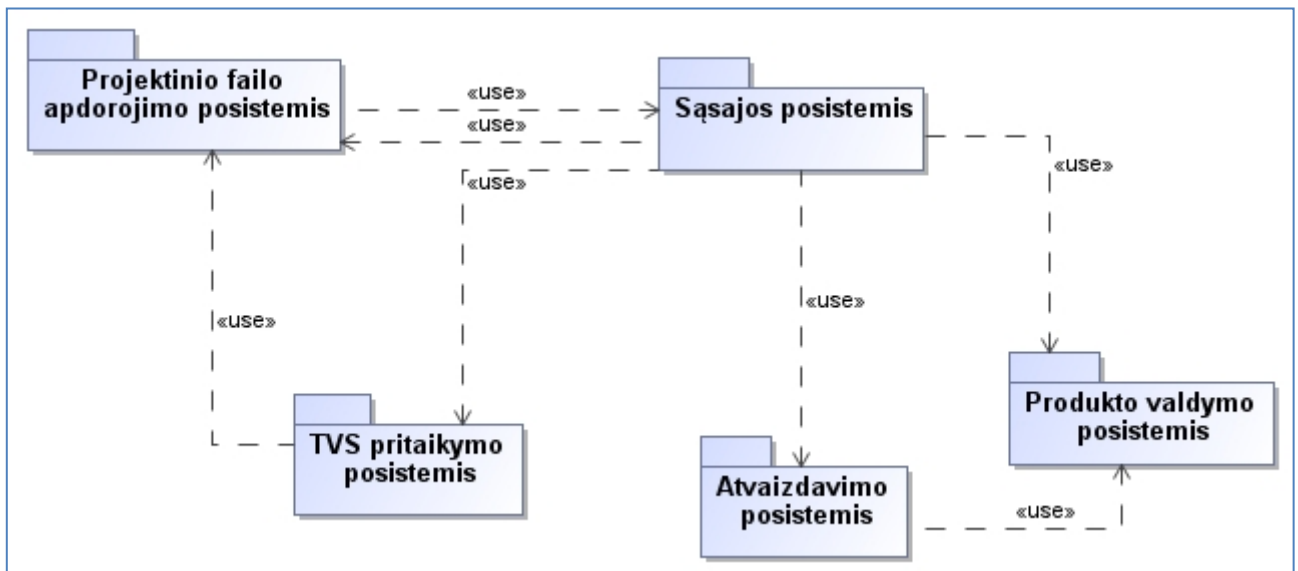 Projektinio failo
apdorojimo posistemis
«use»
Sąsajos posistemis
«use»
«use»
«use»
«use»
«use»
TVS pritaikymo
posistemis
Atvaizdavimo
posistemis
Produkto valdymo
posistemis
«use»